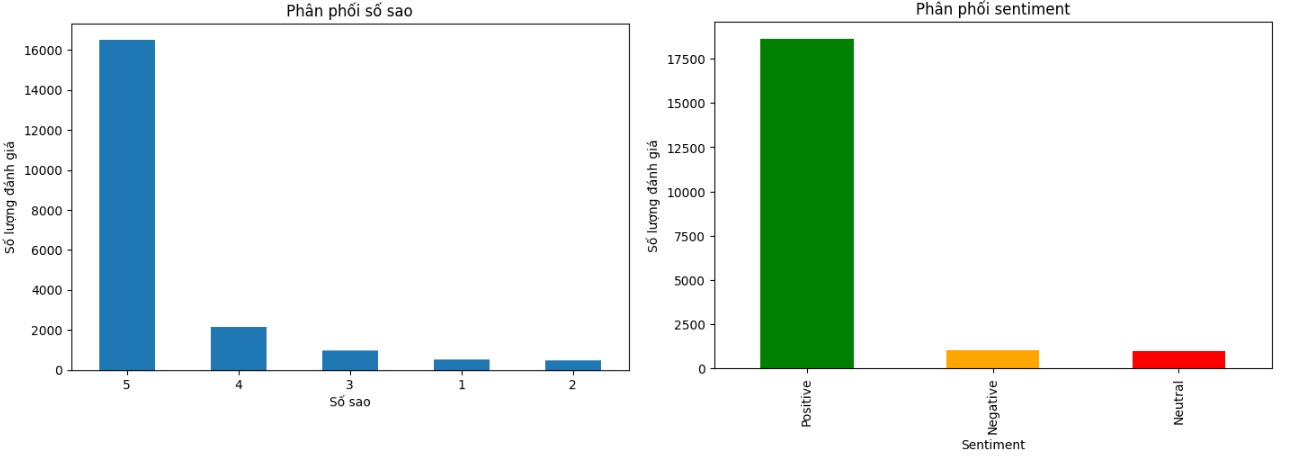 Phân phối số sao
Số lượng đánh giá
16000
14000
12000
10000
8000
6000
4000
2000
0
5 4 3 1 2
Số sao
Phân phối sentiment
Số lượng đánh giá
17500
15000
12500
10000
7500
5000
2500
0
Positive
Negative
Neutral
Sentiment